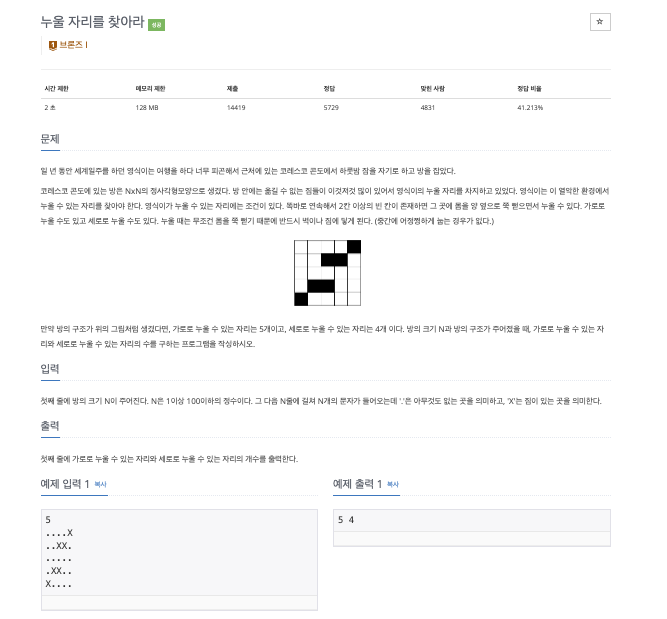 누울 자리를 찾아라 성공
1 브론즈 I
시간 제한 메모리 제한 제출 정답 맞힌 사람 정답 비율
2 초 128 MB 14419 5729 4831 41.213%
문제
일 년 동안 세계일주를 하던 영식이는 여행을 하다 너무 피곤해서 근처에 있는 코레스코 콘도에서 하룻밤 잠을 자기로 하고 방을 잡았다.
코레스코 콘도에 있는 방은 NxN의 정사각형모양으로 생겼다. 방 안에는 옮길 수 없는 짐들이 이것저것 많이 있어서 영식이의 누울 자리를 차지하고 있었다. 영식이는 이 열악한 환경에서
누울 수 있는 자리를 찾아야 한다. 영식이가 누울 수 있는 자리에는 조건이 있다. 똑바로 연속해서 2칸 이상의 빈 칸이 존재하면 그 곳에 몸을 양 옆으로 쭉 뻗으면서 누울 수 있다. 가로로
누울 수도 있고 세로로 누울 수도 있다. 누울 때는 무조건 몸을 쭉 뻗기 때문에 반드시 벽이나 짐에 닿게 된다. (중간에 어정쩡하게 눕는 경우가 없다.)
만약 방의 구조가 위의 그림처럼 생겼다면, 가로로 누울 수 있는 자리는 5개이고, 세로로 누울 수 있는 자리는 4개 이다. 방의 크기 N과 방의 구조가 주어졌을 때, 가로로 누울 수 있는 자
리와 세로로 누울 수 있는 자리의 수를 구하는 프로그램을 작성하시오.
입력
첫째 줄에 방의 크기 N이 주어진다. N은 1이상 100이하의 정수이다. 그 다음 N줄에 걸쳐 N개의 문자가 들어오는데 '.'은 아무것도 없는 곳을 의미하고, 'X'는 짐이 있는 곳을 의미한다.
출력
첫째 줄에 가로로 누울 수 있는 자리와 세로로 누울 수 있는 자리의 개수를 출력한다.
예제 입력 1 복사
5
....X
..XX.
.....
.XX..
X....
예제 출력 1 복사
5 4